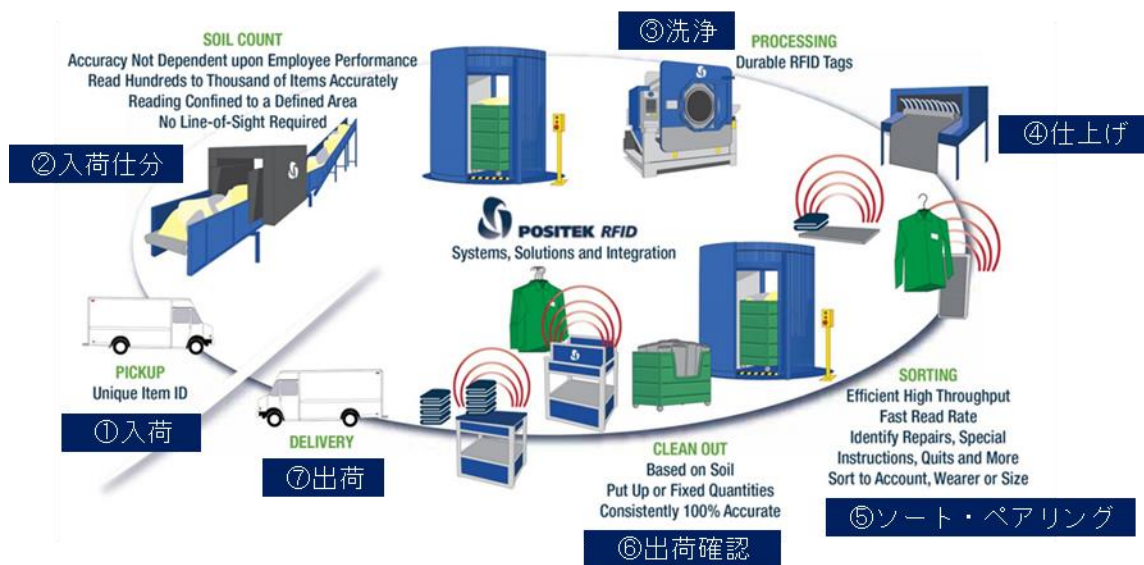 SOIL COUNT
Accuracy Not Dependent upon Employee Performance
Read Hundreds to Thousand of Items Accurately
Reading Confined to a Defined Area
No Line-of-Sight Required
②入荷仕分
③洗浄
PROCESSING
Durable RFID Tags
④仕上げ
POSITEK RFID
Systems, Solutions and Integration
PICKUP
Unique Item ID
①入荷
DELIVERY
⑦出荷
CLEAN OUT
Based on Soil
Put Up or Fixed Quantities
Consistently 100% Accurate
⑥出荷確認
SORTING
Efficient High Throughput
Fast Read Rate
Identify Repairs, Special
Instructions, Quits and More
Sort to Account, Wearer or Size
⑤ソート・ペアリング